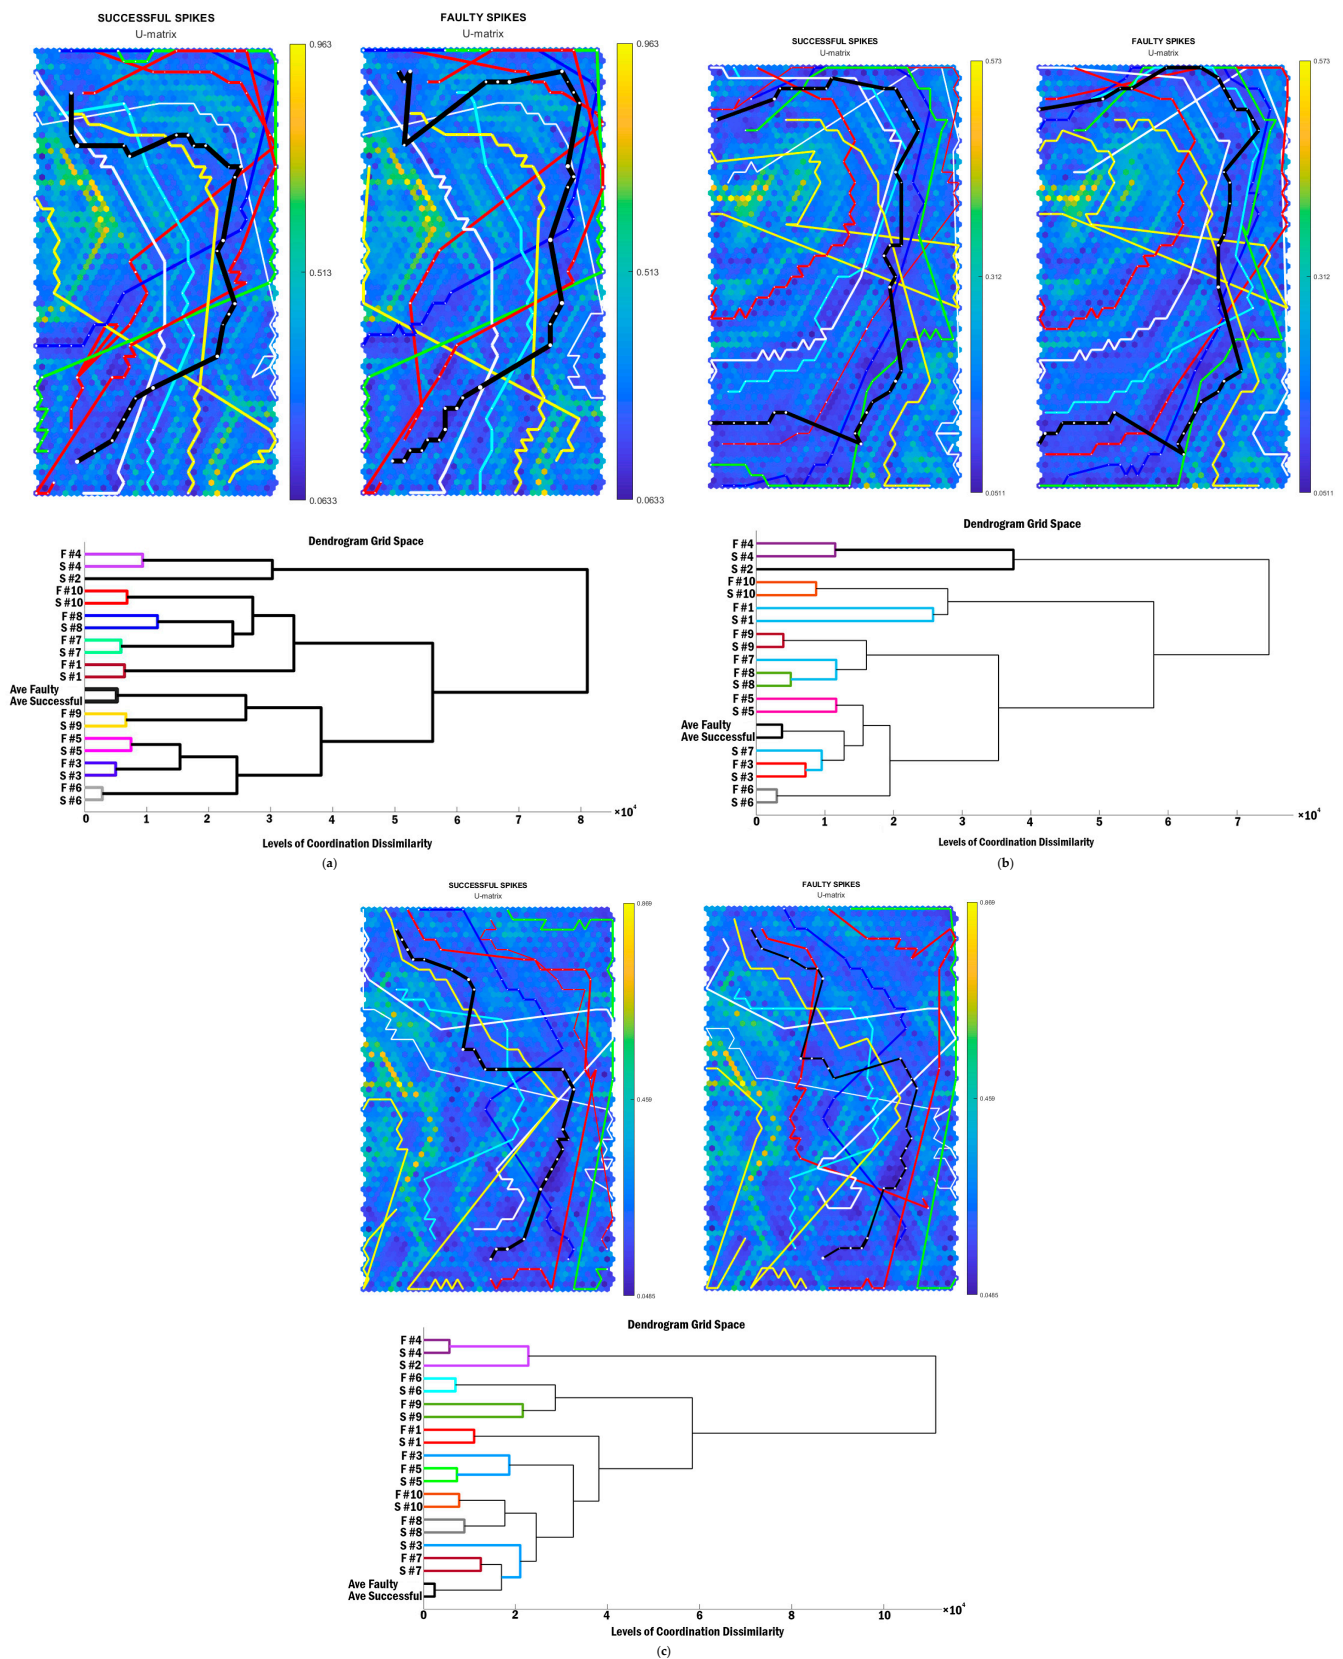 SUCCESSFUL SPIKES
U-matrix
0.963
0.513
0.0633
FAULTY SPIKES
U-matrix
0.963
0.513
0.0633
Dendrogram Grid Space
F #4
S #4
S #2
F #10
S #10
F #8
S #8
F #7
S #7
F #1
S #1
Ave Faulty
Ave Successful
F #9
S #9
F #5
S #5
F #3
S #3
F #6
S #6
0 1 2 3 4 5 6 7 8 ×10⁴
Levels of Coordination Dissimilarity
(a)
SUCCESSFUL SPIKES
U-matrix
0.573
0.312
0.0511
FAULTY SPIKES
U-matrix
0.573
0.312
0.0511
Dendrogram Grid Space
F #4
S #4
S #2
F #10
S #10
F #1
S #1
F #9
S #9
F #7
F #8
S #8
F #5
S #5
Ave Faulty
Ave Successful
S #7
F #3
S #3
F #6
S #6
0 1 2 3 4 5 6 7 ×10⁴
Levels of Coordination Dissimilarity
(b)
SUCCESSFUL SPIKES
U-matrix
0.869
0.459
0.0485
FAULTY SPIKES
U-matrix
0.869
0.459
0.0485
Dendrogram Grid Space
F #4
S #4
S #2
F #6
S #6
F #9
S #9
F #1
S #1
F #3
F #5
S #5
F #10
S #10
F #8
S #8
S #3
F #7
S #7
Ave Faulty
Ave Successful
0 2 4 6 8 10 ×10⁴
Levels of Coordination Dissimilarity
(c)